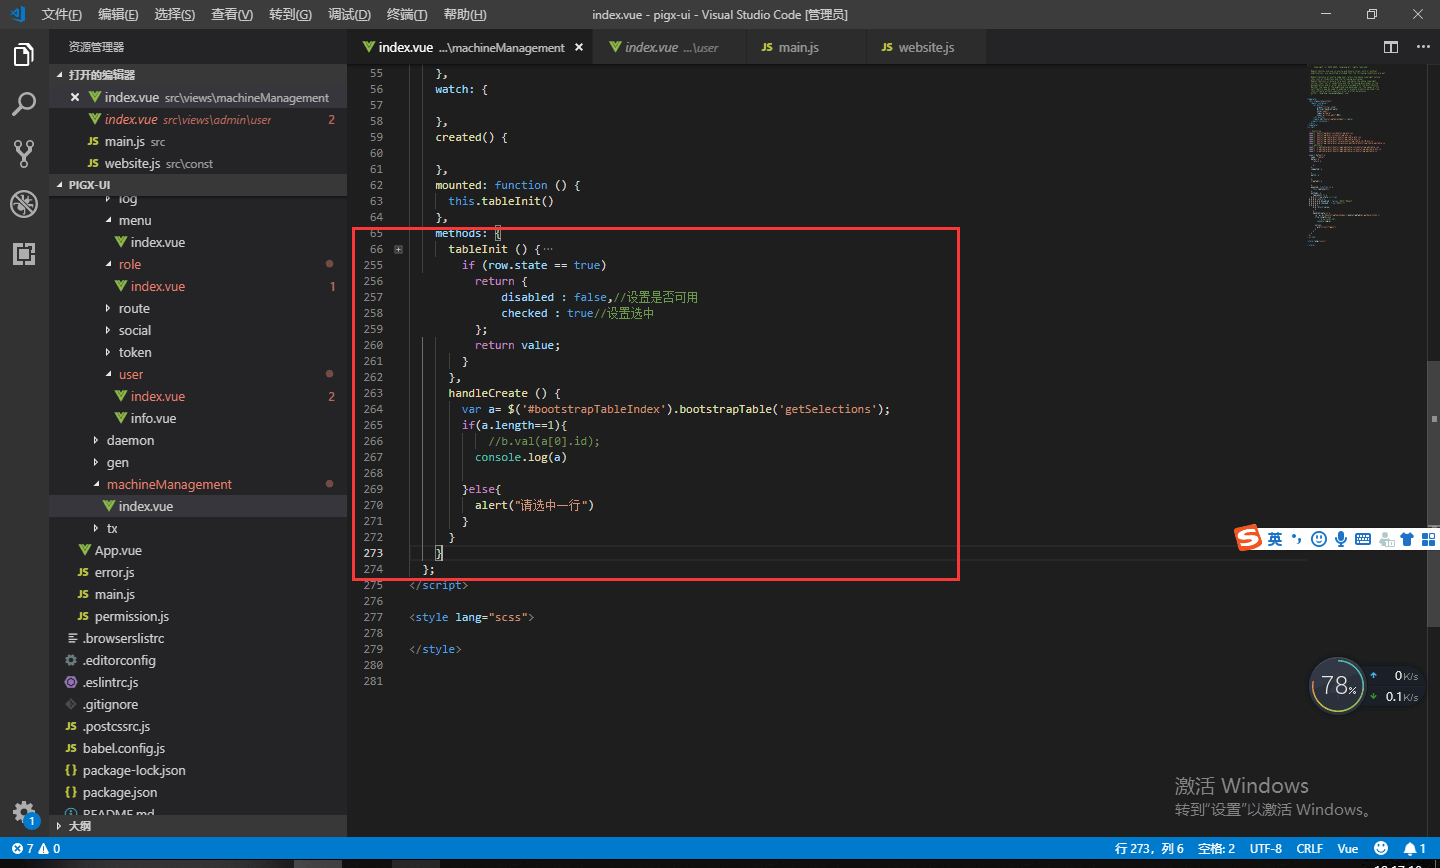 文件(F) 编辑(E) 选择(S) 查看(V) 转到(G) 调试(D) 终端(T) 帮助(H) index.vue - pigx-ui - Visual Studio Code [管理员]
资源管理器
打开的编辑器
index.vue src\views\machineManagement
index.vue src\views\admin\user 2
JS main.js src
JS website.js src\const
PIGX-UI
log
menu
index.vue
role
index.vue 1
route
social
token
user
index.vue 2
info.vue
daemon
gen
machineManagement
index.vue
tx
App.vue
JS error.js
JS main.js
JS permission.js
.browserslistrc
.editorconfig
.eslintrc.js
.gitignore
JS .postcssrc.js
JS babel.config.js
{} package-lock.json
{} package.json
README.md
大纲
1
index.vue ...\machineManagement index.vue ...\user JS main.js JS website.js
55 },
56 watch: {
57
58 },
59 created() {
60
61 },
62 mounted: function () {
63 this.tableInit()
64 },
65 methods: {
66 tableInit () {···
255 if (row.state == true)
256 return {
257 disabled : false,//设置是否可用
258 checked : true//设置选中
259 };
260 return value;
261 }
262 },
263 handleCreate () {
264 var a= $('#bootstrapTableIndex').bootstrapTable('getSelections');
265 if(a.length==1){
266 //b.val(a[0].id);
267 console.log(a)
268
269 }else{
270 alert("请选中一行")
271 }
272 }
273 }
274 };
275 </script>
276
277 <style lang="scss">
278
279 </style>
280
281
英
78% 0K/s
0.1K/s
激活 Windows
转到"设置"以激活 Windows。
7 0 行 273，列 6 空格: 2 UTF-8 CRLF Vue 1